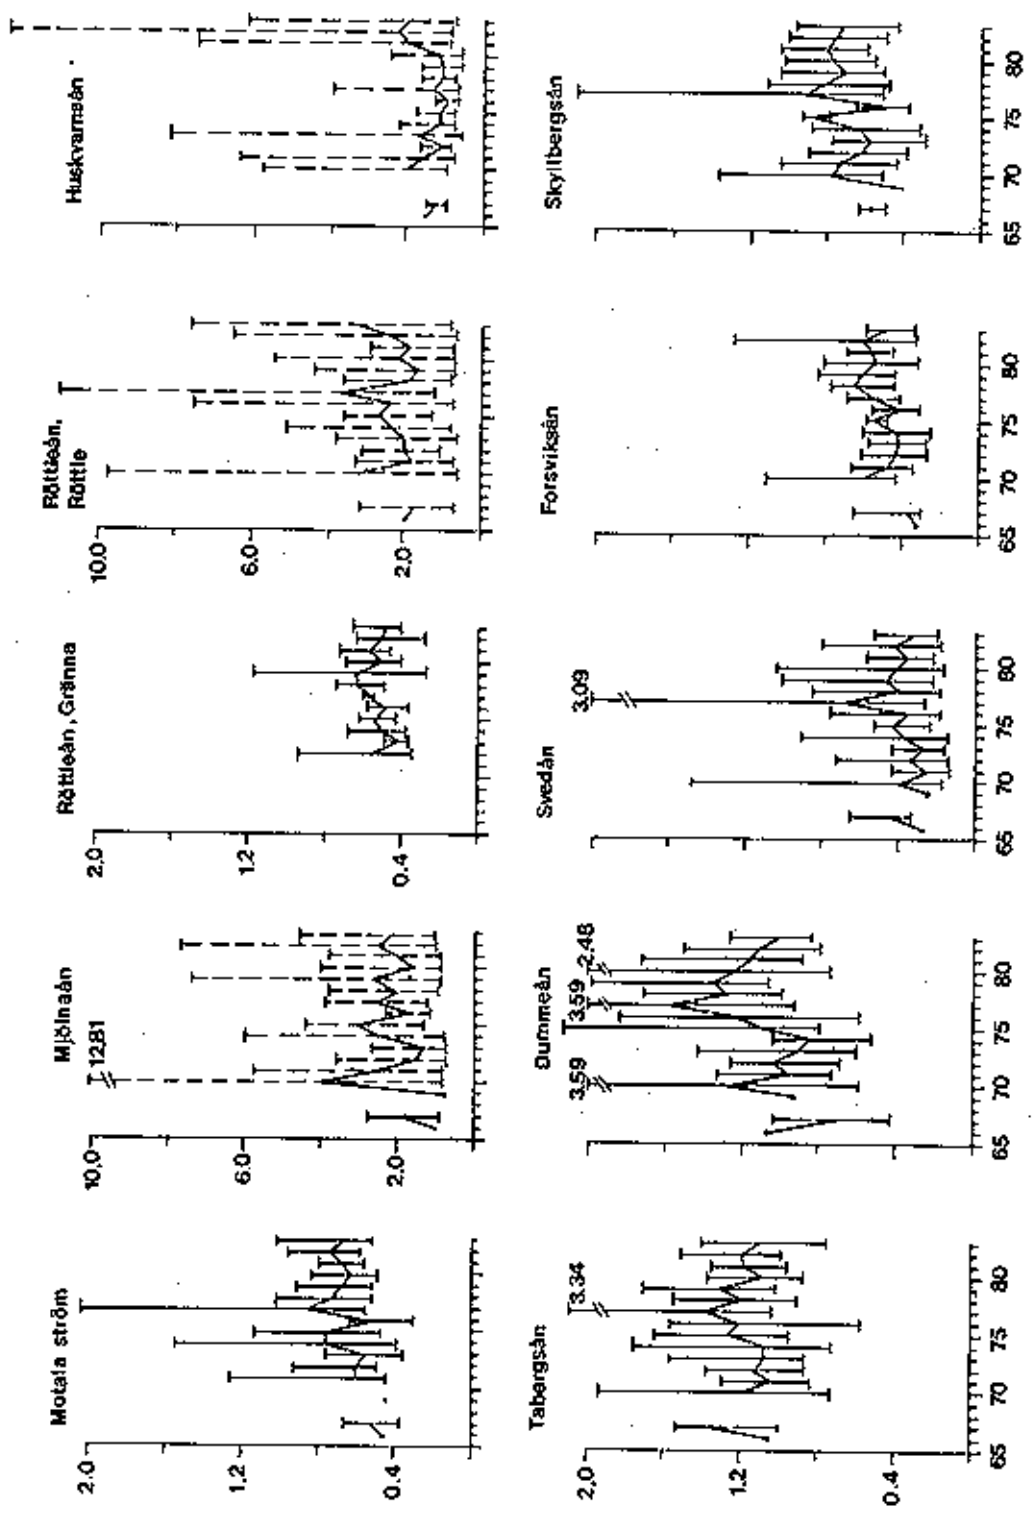 Motala ström
2.0
1.2
0.4
Mjölnaån
12.81
10.0
6.0
2.0
Röttleån, Gränna
2.0
1.2
0.4
Röttleån,
Röttle
10.0
6.0
2.0
Huskvarnaån
Tabergsån
3.34
2.0
1.2
0.4
65 70 75 80
Dummeån
3.59 3.59 2.48
65 70 75 80
Svedån
3.09
65 70 75 80
Forsviksån
65 70 75 80
Skyllbergsån
65 70 75 80